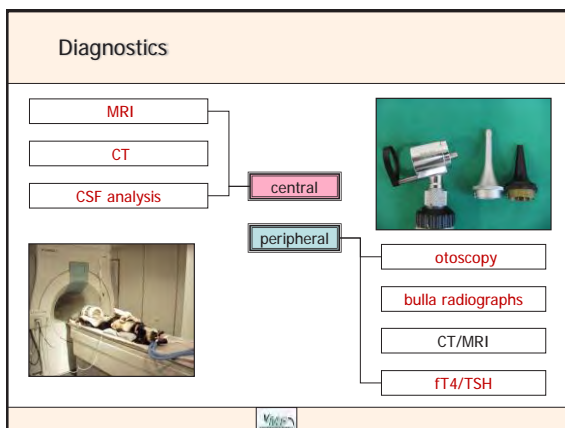 Diagnostics
MRI
CT
CSF analysis
central
peripheral
otoscopy
bulla radiographs
CT/MRI
fT4/TSH